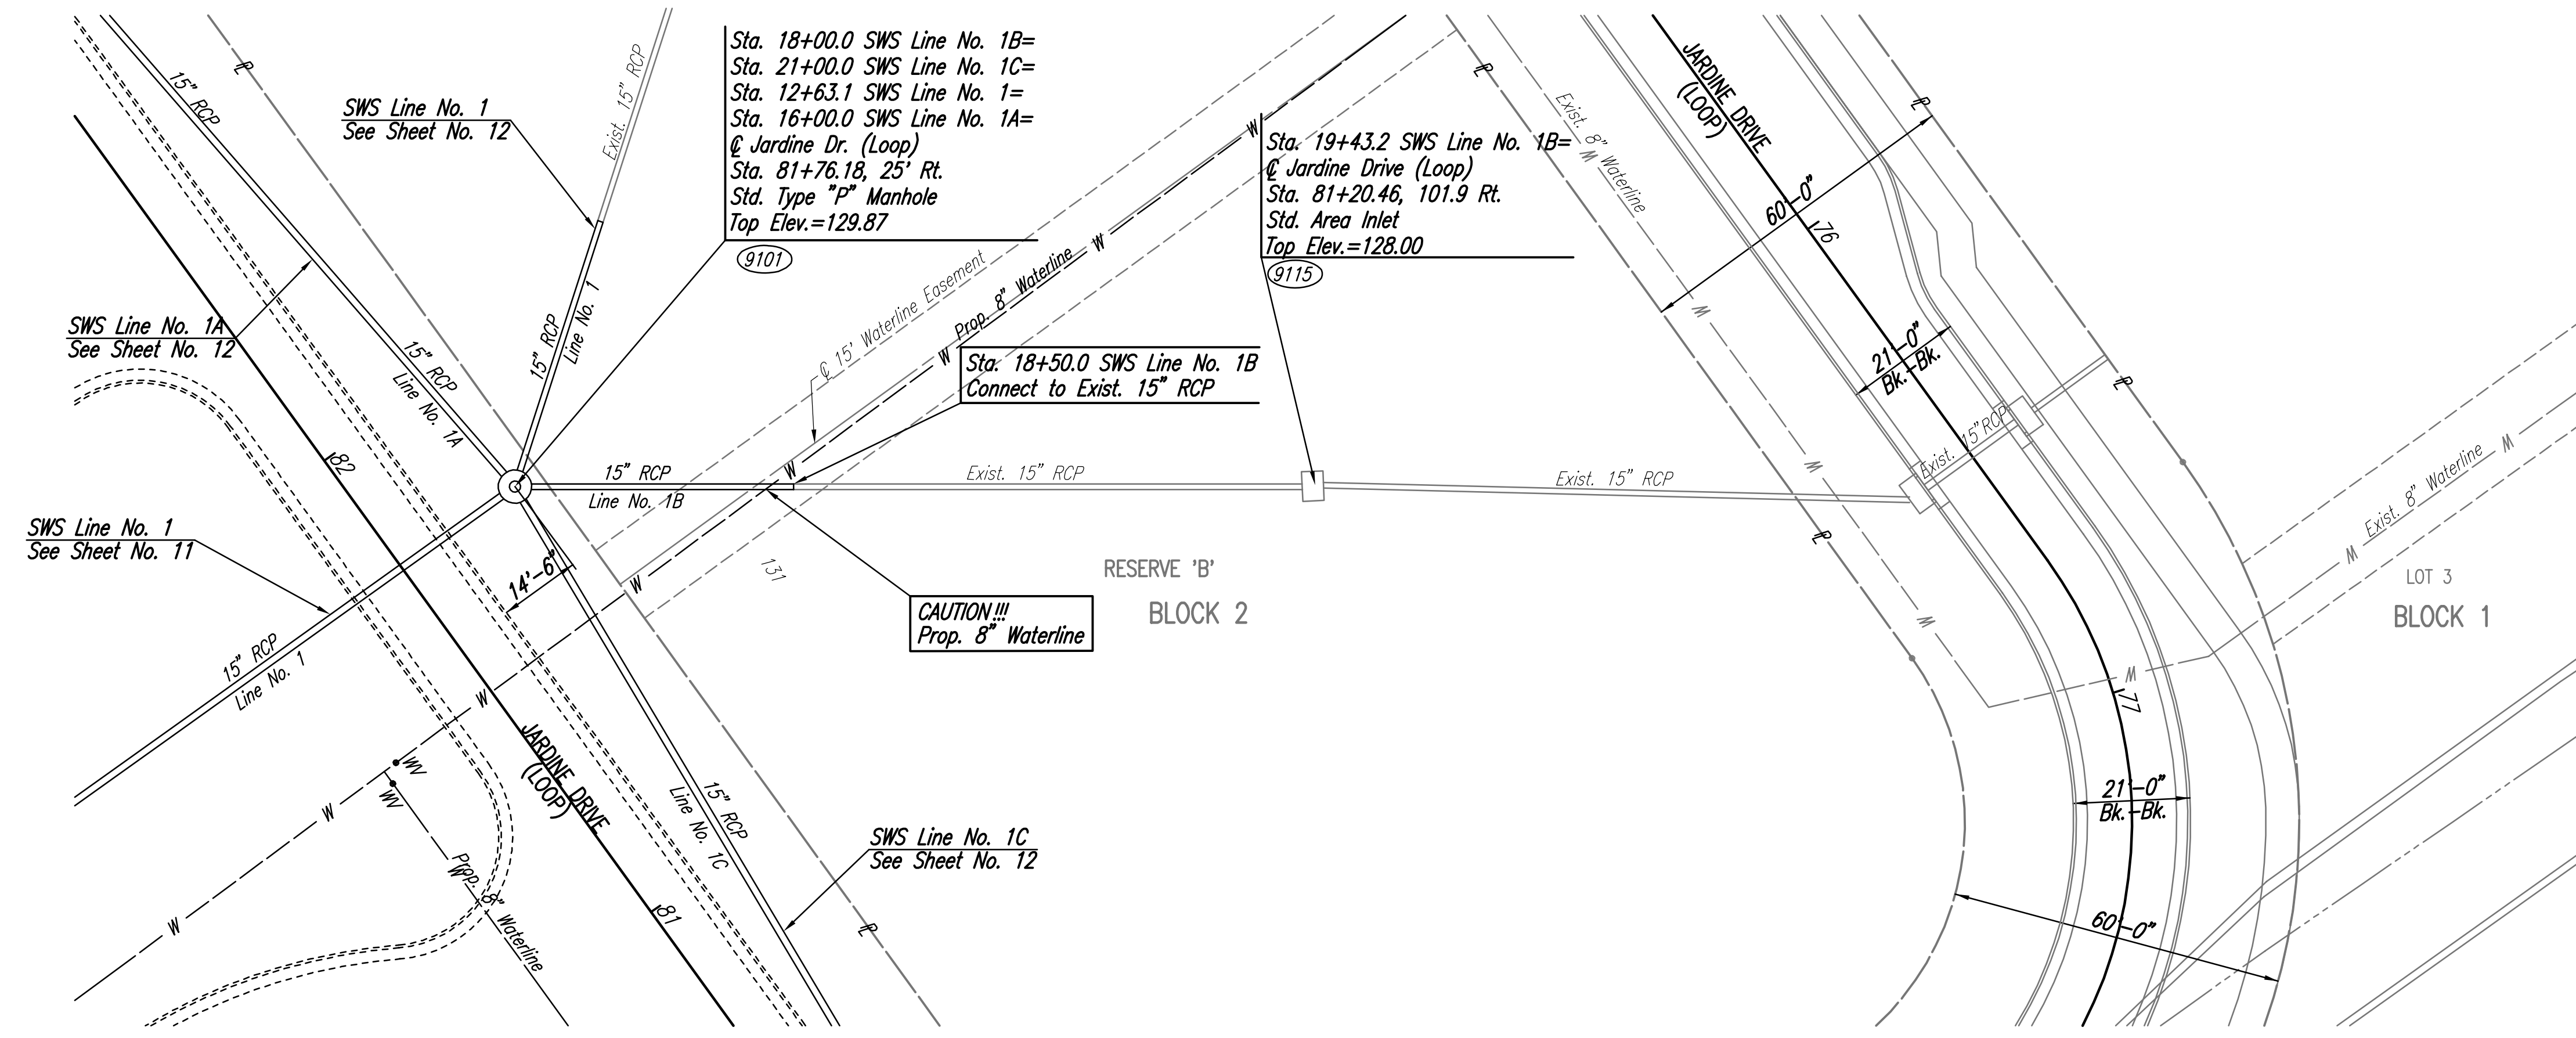 Sta. 18+00.0 SWS Line No. 1B=
Sta. 21+00.0 SWS Line No. 1C=
Sta. 12+63.1 SWS Line No. 1=
Sta. 16+00.0 SWS Line No. 1A=
℄ Jardine Dr. (Loop)
Sta. 81+76.18, 25' Rt.
Std. Type "P" Manhole
Top Elev.=129.87
9101
Sta. 19+43.2 SWS Line No. 1B=
℄ Jardine Drive (Loop)
Sta. 81+20.46, 101.9 Rt.
Std. Area Inlet
Top Elev.=128.00
9115
SWS Line No. 1
See Sheet No. 12
15" RCP
Exist. 15" RCP
℄ 15' Waterline Easement
Prop. 8" Waterline
W
W
W
W
W
W
W
W
W
W
Exist. 8" Waterline
W
W
W
W
W
JARDINE DRIVE
(LOOP)
60'-0"
76
21'-0"
Bk.-Bk.
Exist. 15" RCP
℄
℄
℄
℄
℄
℄
SWS Line No. 1A
See Sheet No. 12
15" RCP
Line No. 1A
15" RCP
Line No. 1
Sta. 18+50.0 SWS Line No. 1B
Connect to Exist. 15" RCP
82
15" RCP
Line No. 1B
Exist. 15" RCP
Exist. 15" RCP
SWS Line No. 1
See Sheet No. 11
14'-6"
131
CAUTION!!!
Prop. 8" Waterline
RESERVE 'B'
BLOCK 2
Exist. 8" Waterline
W
W
LOT 3
BLOCK 1
15" RCP
Line No. 1
WV
WV
JARDINE DRIVE
(LOOP)
77
15" RCP
Line No. 1C
SWS Line No. 1C
See Sheet No. 12
Prop. 8" Waterline
81
21'-0"
Bk.-Bk.
60'-0"